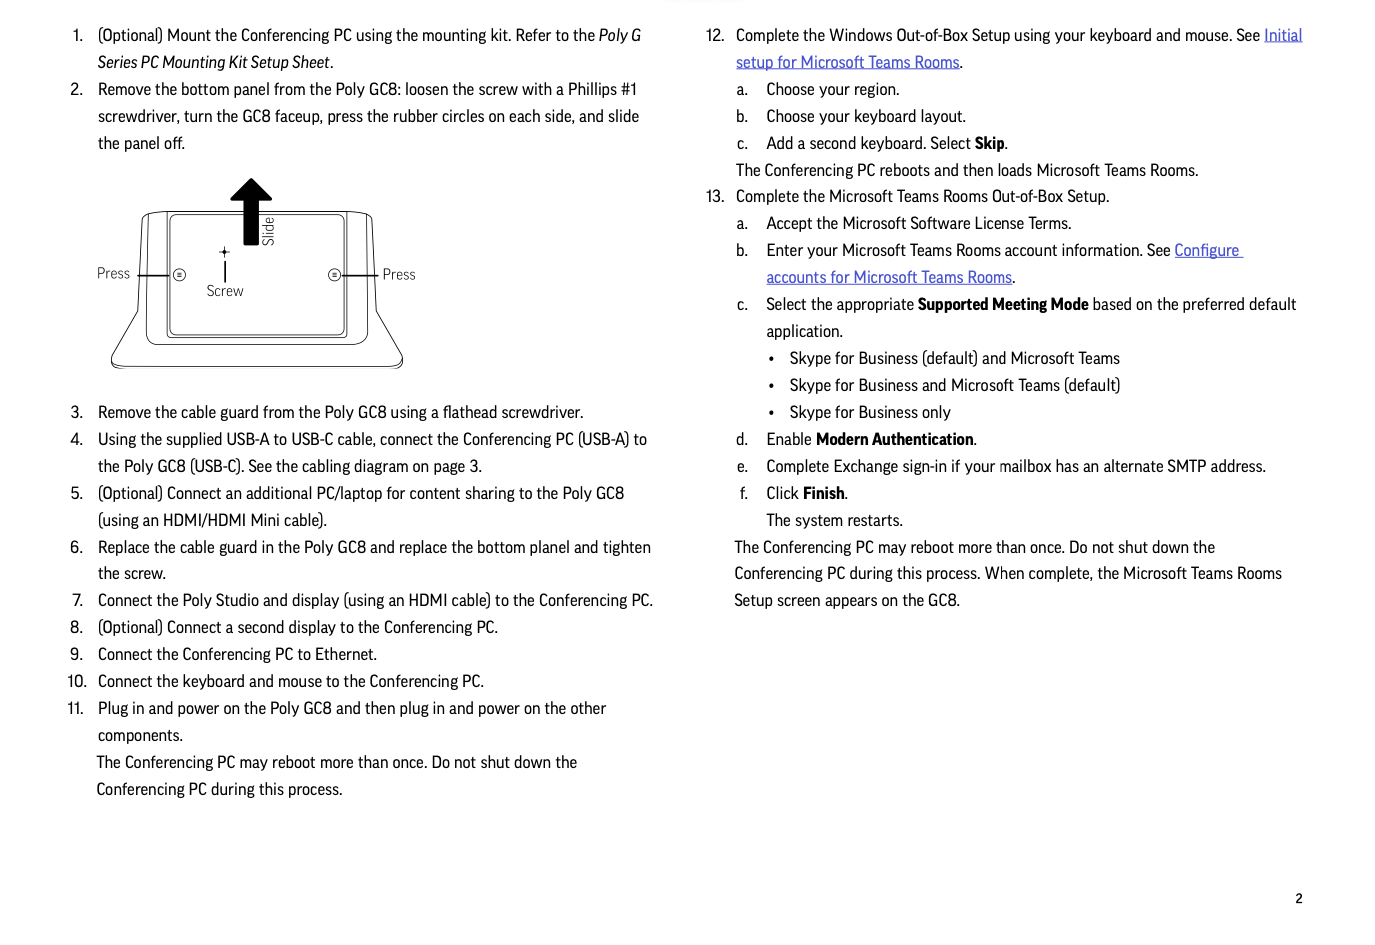 1. (Optional) Mount the Conferencing PC using the mounting kit. Refer to the Poly G
Series PC Mounting Kit Setup Sheet.
2. Remove the bottom panel from the Poly GC8: loosen the screw with a Phillips #1
screwdriver, turn the GC8 faceup, press the rubber circles on each side, and slide
the panel off.
Slide
Press
Screw
Press
3. Remove the cable guard from the Poly GC8 using a flathead screwdriver.
4. Using the supplied USB-A to USB-C cable, connect the Conferencing PC (USB-A) to
the Poly GC8 (USB-C). See the cabling diagram on page 3.
5. (Optional) Connect an additional PC/laptop for content sharing to the Poly GC8
(using an HDMI/HDMI Mini cable).
6. Replace the cable guard in the Poly GC8 and replace the bottom planel and tighten
the screw.
7. Connect the Poly Studio and display (using an HDMI cable) to the Conferencing PC.
8. (Optional) Connect a second display to the Conferencing PC.
9. Connect the Conferencing PC to Ethernet.
10. Connect the keyboard and mouse to the Conferencing PC.
11. Plug in and power on the Poly GC8 and then plug in and power on the other
components.
The Conferencing PC may reboot more than once. Do not shut down the
Conferencing PC during this process.
12. Complete the Windows Out-of-Box Setup using your keyboard and mouse. See Initial
setup for Microsoft Teams Rooms.
a. Choose your region.
b. Choose your keyboard layout.
c. Add a second keyboard. Select Skip.
The Conferencing PC reboots and then loads Microsoft Teams Rooms.
13. Complete the Microsoft Teams Rooms Out-of-Box Setup.
a. Accept the Microsoft Software License Terms.
b. Enter your Microsoft Teams Rooms account information. See Configure
accounts for Microsoft Teams Rooms.
c. Select the appropriate Supported Meeting Mode based on the preferred default
application.
• Skype for Business (default) and Microsoft Teams
• Skype for Business and Microsoft Teams (default)
• Skype for Business only
d. Enable Modern Authentication.
e. Complete Exchange sign-in if your mailbox has an alternate SMTP address.
f. Click Finish.
The system restarts.
The Conferencing PC may reboot more than once. Do not shut down the
Conferencing PC during this process. When complete, the Microsoft Teams Rooms
Setup screen appears on the GC8.
2